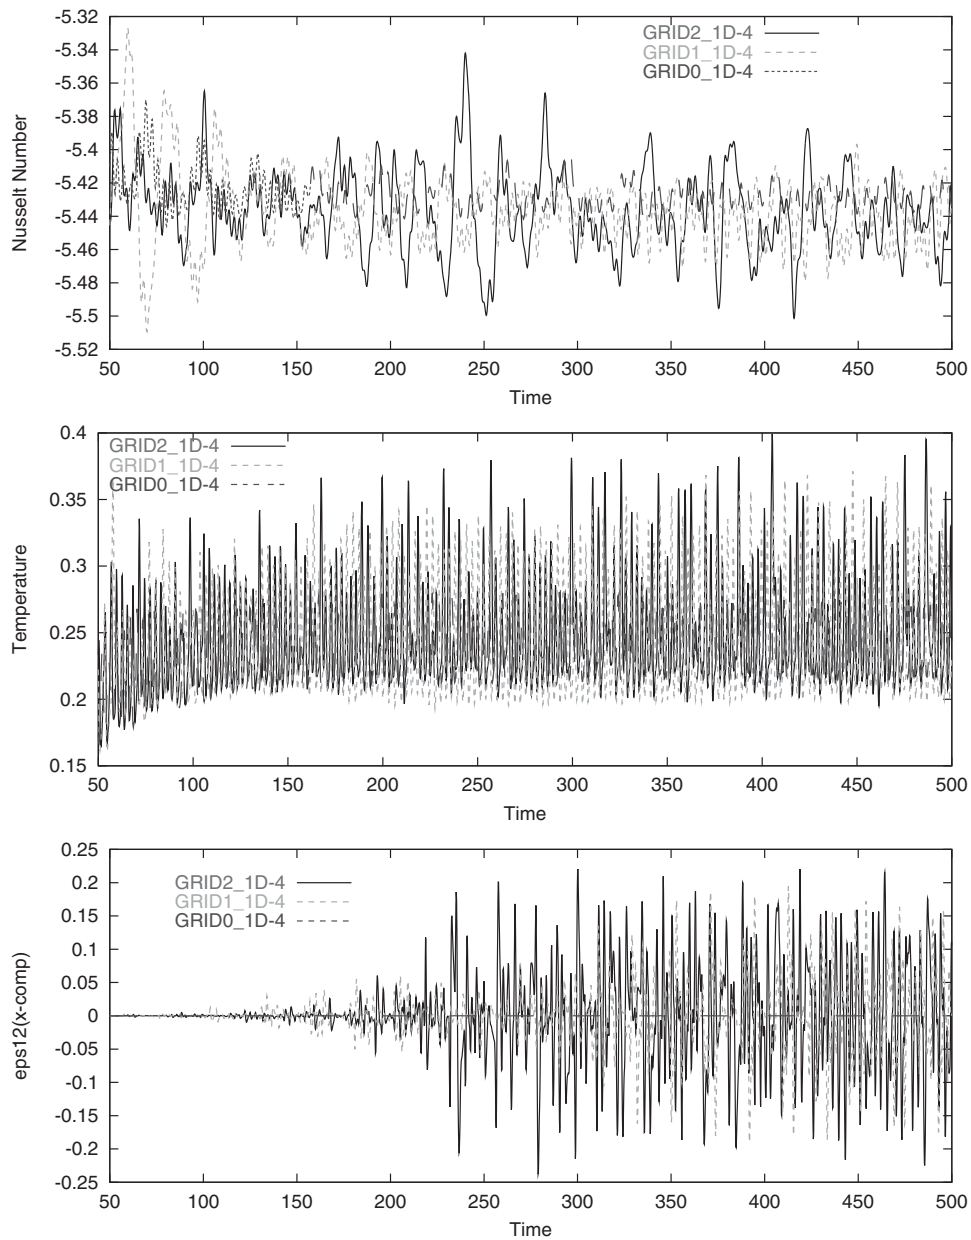 -5.32
-5.34
-5.36
-5.38
-5.4
-5.42
-5.44
-5.46
-5.48
-5.5
-5.52
Nusselt Number
GRID2_1D-4
GRID1_1D-4
GRID0_1D-4
50 100 150 200 250 300 350 400 450 500
Time
0.4
0.35
0.3
0.25
0.2
0.15
Temperature
GRID2_1D-4
GRID1_1D-4
GRID0_1D-4
50 100 150 200 250 300 350 400 450 500
Time
0.25
0.2
0.15
0.1
0.05
0
-0.05
-0.1
-0.15
-0.2
-0.25
eps12(x-comp)
GRID2_1D-4
GRID1_1D-4
GRID0_1D-4
50 100 150 200 250 300 350 400 450 500
Time